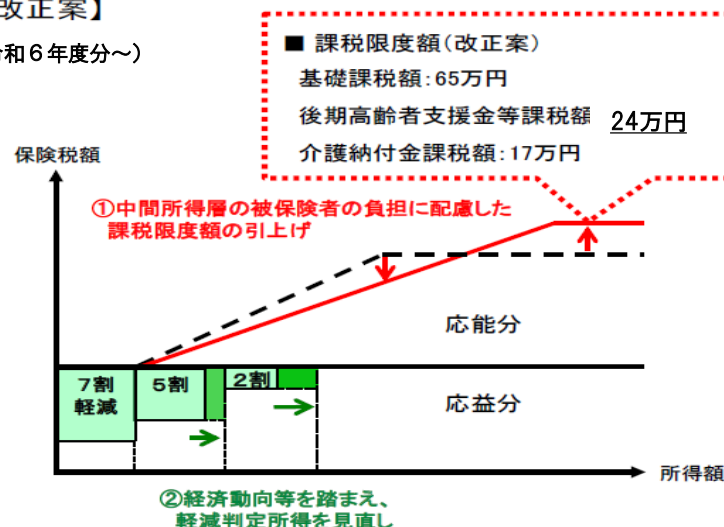 改正案】
令和６年度分～）
■ 課税限度額(改正案)
基礎課税額:65万円
後期高齢者支援金等課税額 24万円
介護納付金課税額:17万円
保険税額
①中間所得層の被保険者の負担に配慮した
課税限度額の引上げ
応能分
7割
軽減
5割
2割
応益分
所得額
②経済動向等を踏まえ、
軽減判定所得を見直し